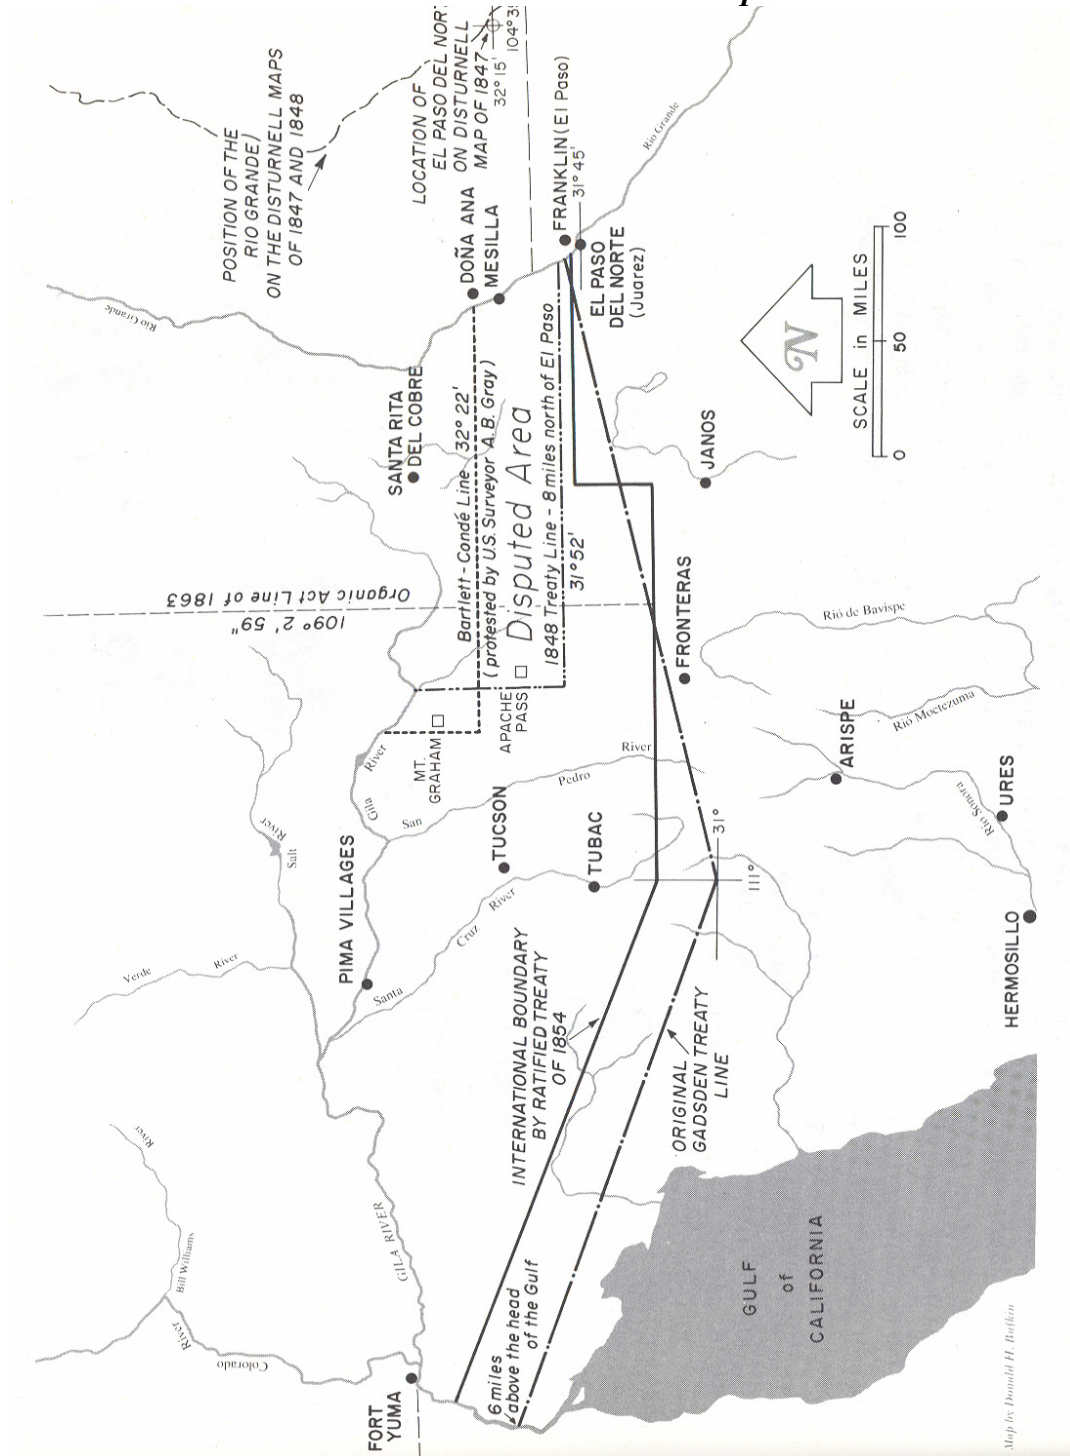 POSITION OF THE
RIO GRANDE)
ON THE DISTURNELL MAPS
OF 1847 AND 1848
LOCATION OF
EL PASO DEL NOR
ON DISTURNELL
MAP OF 1847
32° 15'
104° 3
Rio Grande
DOÑA ANA
MESILLA
FRANKLIN (El Paso)
31° 45'
EL PASO
DEL NORTE
(Juarez)
Rio Grande
SANTA RITA
DEL COBRE
Bartlett - Condé Line 32° 22'
(protested by U.S. Surveyor A.B. Gray)
Disputed Area
1848 Treaty Line - 8 miles north of El Paso
31° 52'
Organic Act Line of 1863
109° 2' 59"
JANOS
N
SCALE in MILES
0
50
100
FRONTERAS
Rió de Bavispe
Rió Moctezuma
APACHE
PASS
MT.
GRAHAM
Gila
River
San
Pedro
River
Salt
River
TUCSON
TUBAC
ARISPE
Rio Sonora
URES
HERMOSILLO
31°
111°
PIMA VILLAGES
Verde
River
Santa
Cruz
River
INTERNATIONAL BOUNDARY
BY RATIFIED TREATY
OF 1854
ORIGINAL
GADSDEN TREATY
LINE
GILA RIVER
Bill Williams
River
Colorado
River
FORT
YUMA
6 miles
above the head
of the Gulf
GULF
of
CALIFORNIA
Map by Donald H. Bufkin